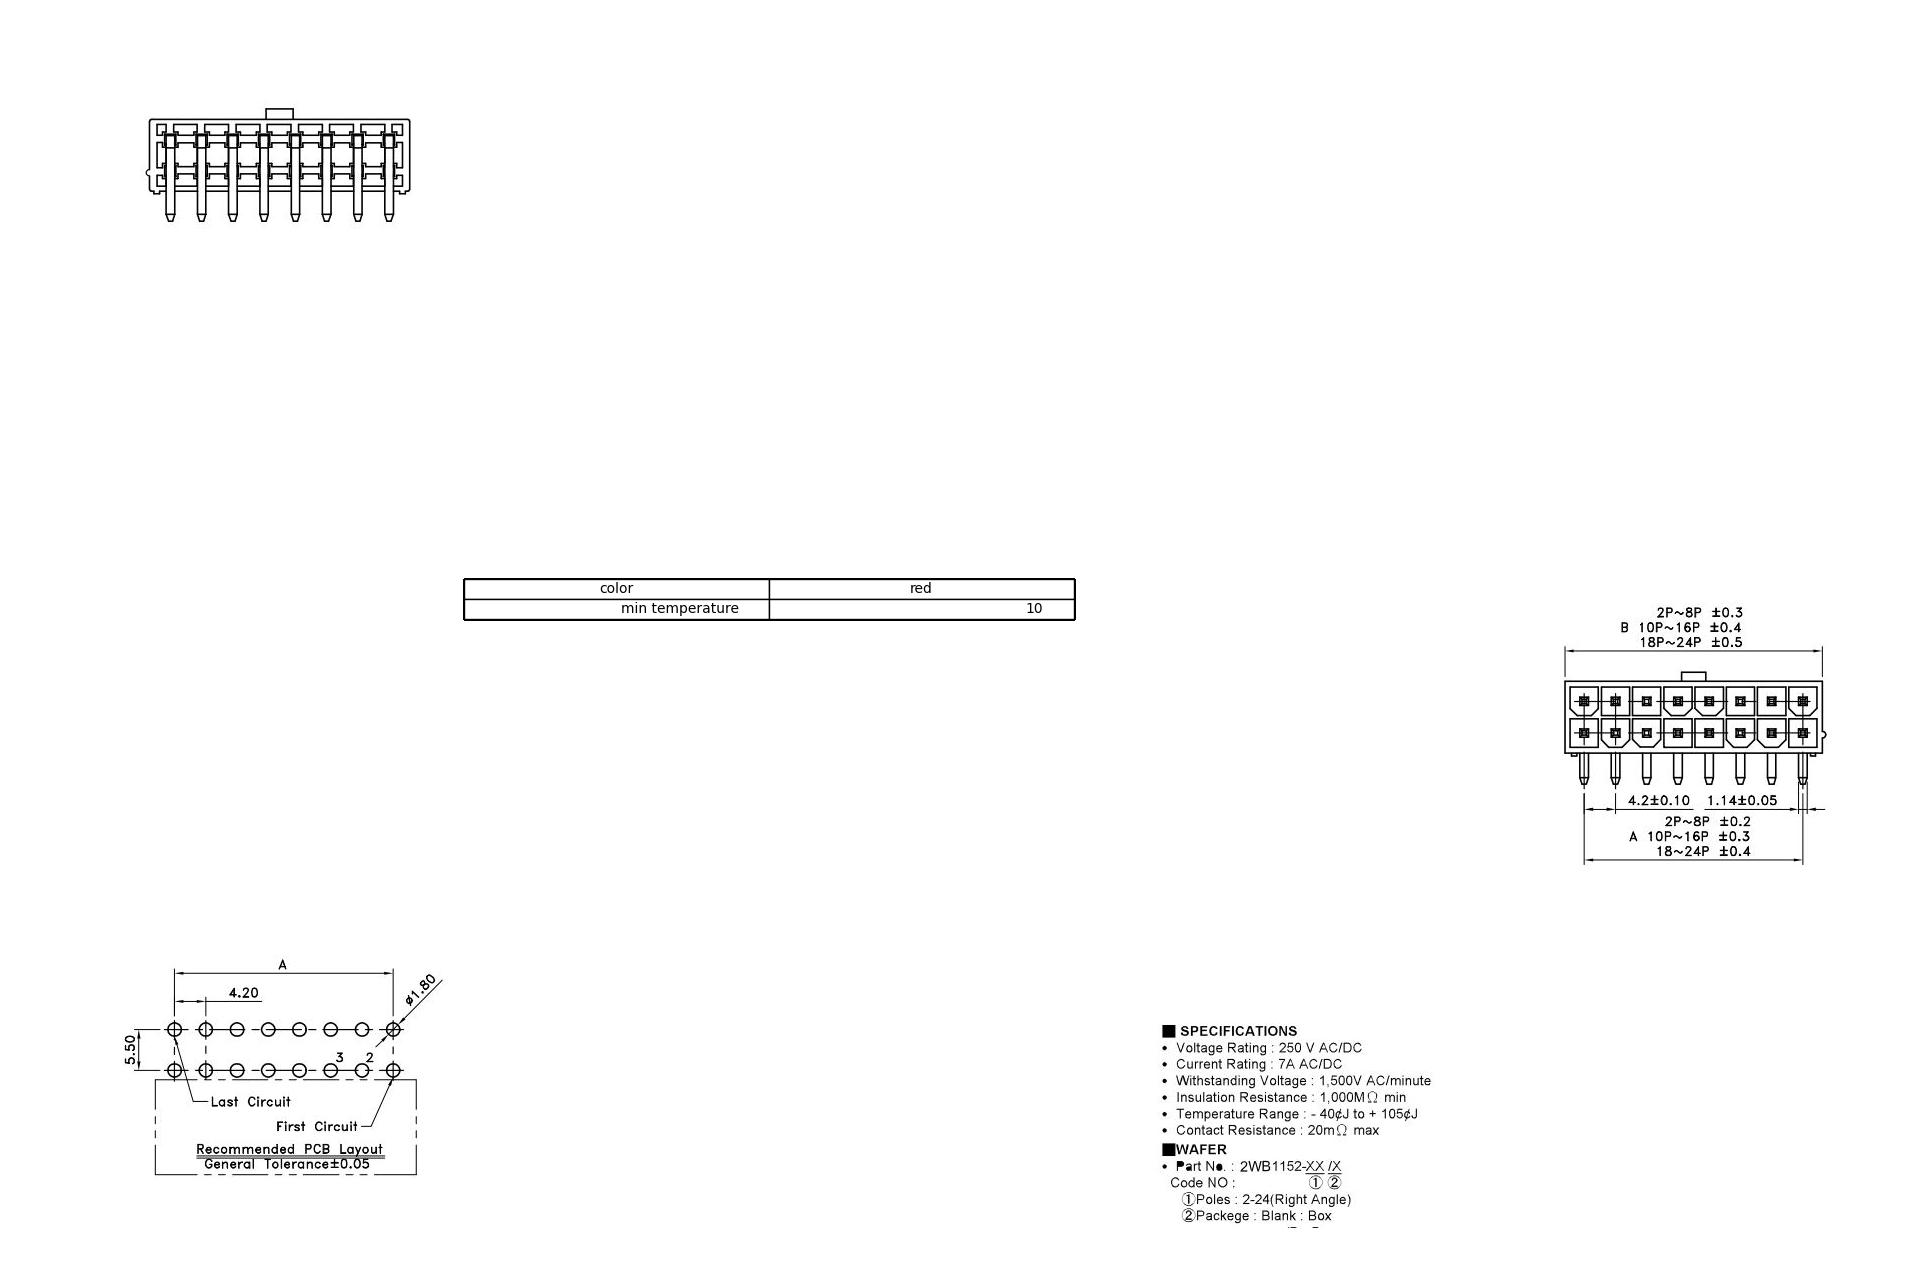 color red
min temperature 10
2P~8P ±0.3
B 10P~16P ±0.4
18P~24P ±0.5
4.2±0.10 1.14±0.05
2P~8P ±0.2
A 10P~16P ±0.3
18~24P ±0.4
A
4.20
ø1.80
5.50
3 2
Last Circuit
First Circuit
Recommended PCB Layout
General Tolerance±0.05
■ SPECIFICATIONS
• Voltage Rating : 250 V AC/DC
• Current Rating : 7A AC/DC
• Withstanding Voltage : 1,500V AC/minute
• Insulation Resistance : 1,000MΩ min
• Temperature Range : - 40¢J to + 105¢J
• Contact Resistance : 20mΩ max
■WAFER
• Part No. : 2WB1152-XX /X
Code NO : ① ②
①Poles : 2-24(Right Angle)
②Packege : Blank : Box